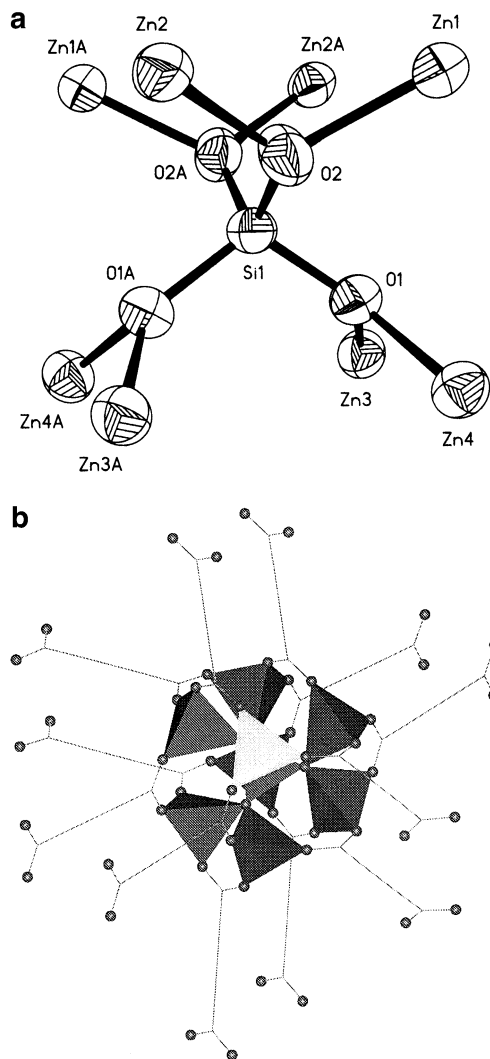 a
Zn1A Zn2 Zn2A Zn1
O2A O2
Si1
O1A O1
Zn4A Zn3 Zn4
Zn3A
b